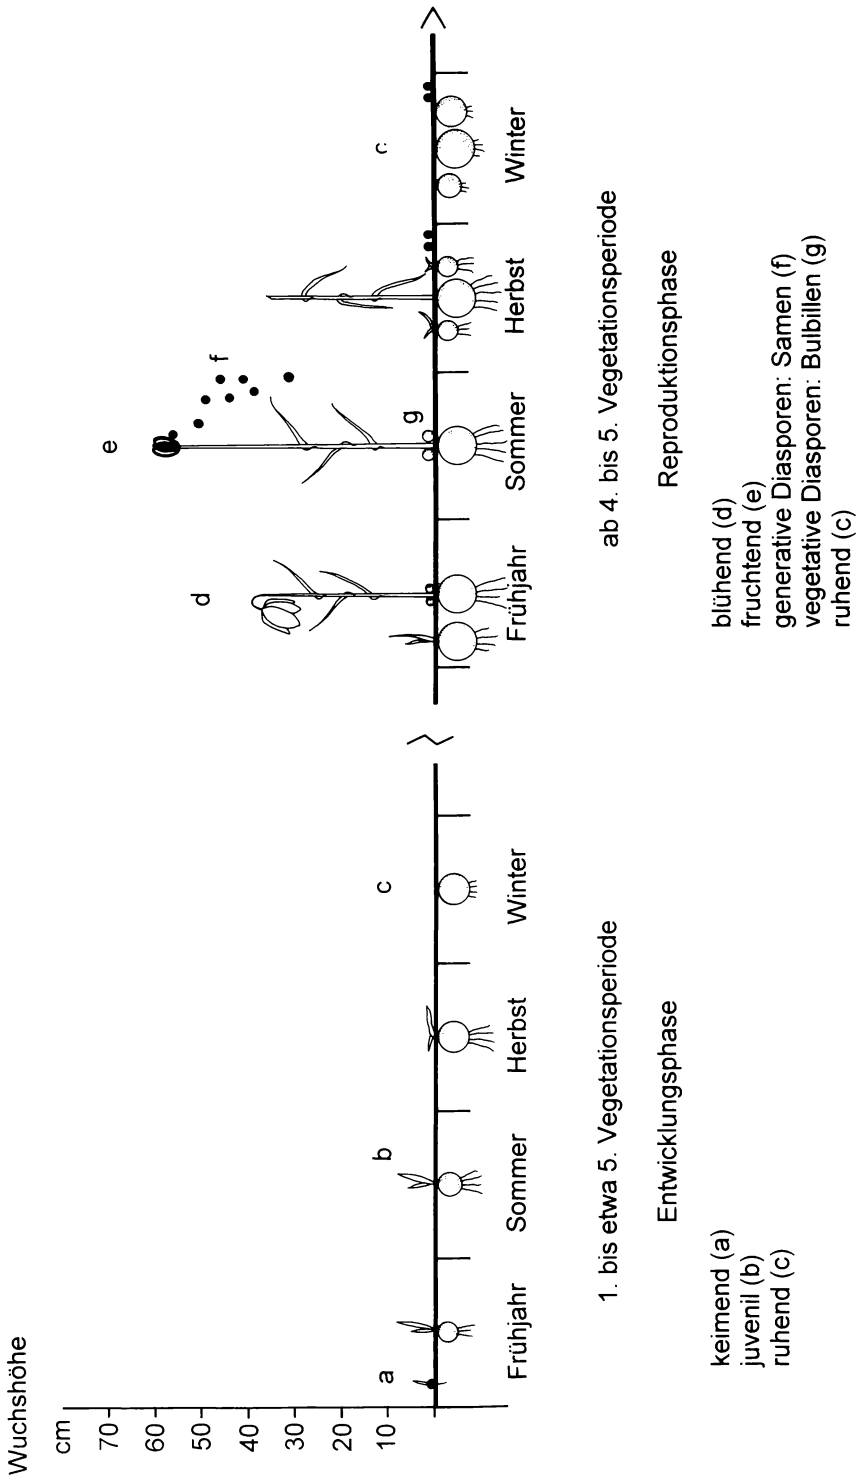 Wuchshöhe
cm
70
60
50
40
30
20
10
a
b
c
d
e
f
g
c
Frühjahr
Sommer
Herbst
Winter
Frühjahr
Sommer
Herbst
Winter
1. bis etwa 5. Vegetationsperiode
ab 4. bis 5. Vegetationsperiode
Entwicklungsphase
Reproduktionsphase
keimend (a)
juvenil (b)
ruhend (c)
blühend (d)
fruchtend (e)
generative Diasporen: Samen (f)
vegetative Diasporen: Bulbillen (g)
ruhend (c)